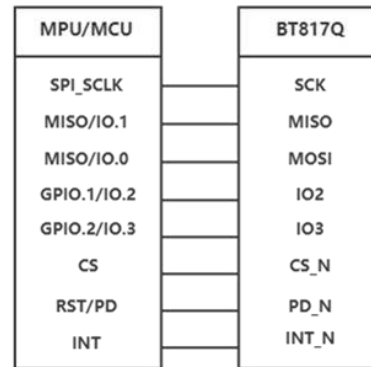 MPU/MCU BT817Q
SPI_SCLK SCK
MISO/IO.1 MISO
MISO/IO.0 MOSI
GPIO.1/IO.2 IO2
GPIO.2/IO.3 IO3
CS CS_N
RST/PD PD_N
INT INT_N